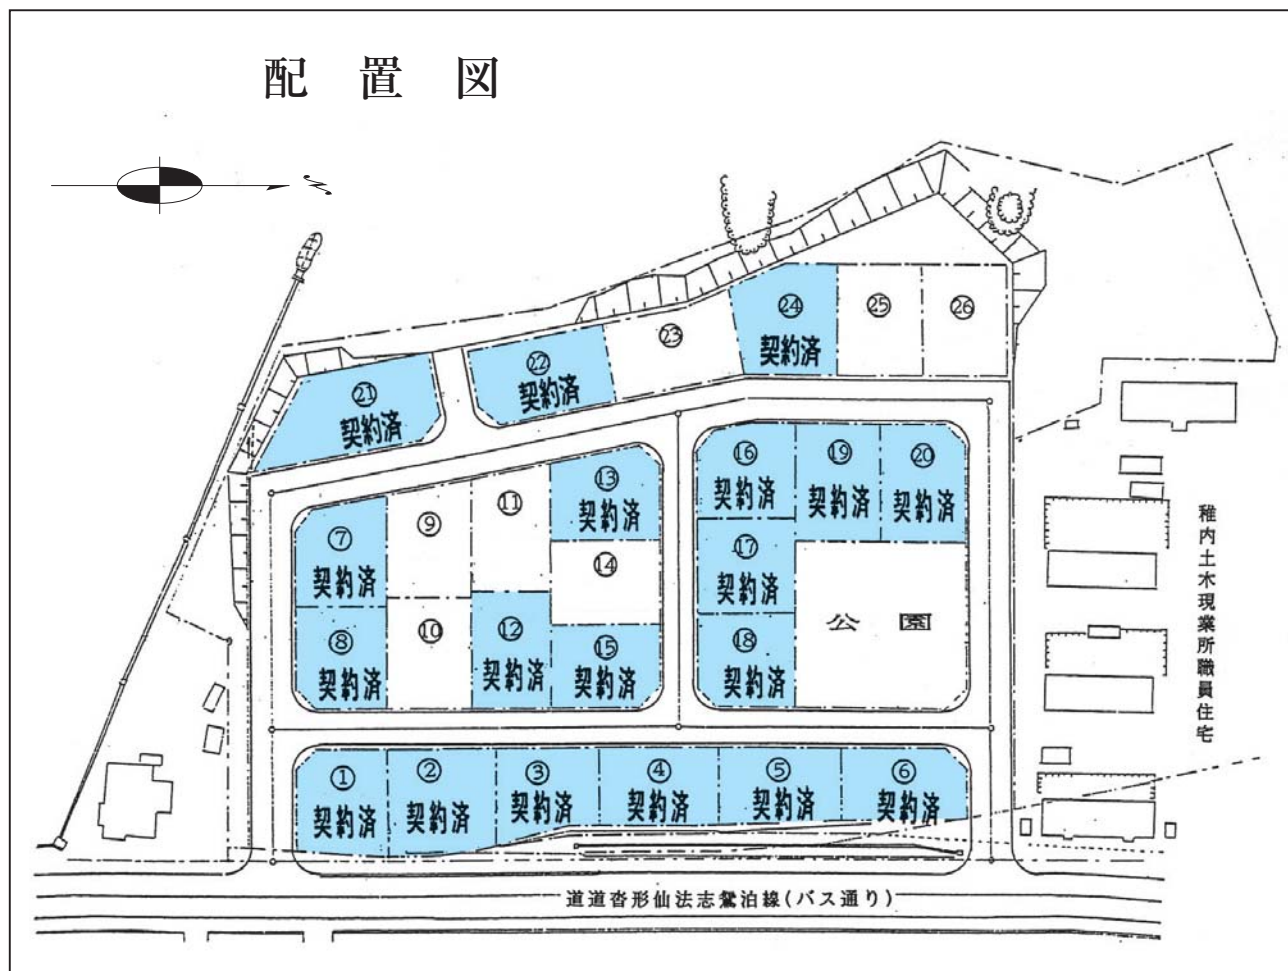 配置図
㉔
契約済
㉕
㉖
㉓
㉒
契約済
㉑
契約済
⑯
契約済
⑲
契約済
⑳
契約済
⑬
契約済
⑪
⑨
⑦
契約済
⑰
契約済
⑭
⑱
契約済
公園
⑮
契約済
⑫
契約済
⑩
⑧
契約済
①
契約済
②
契約済
③
契約済
④
契約済
⑤
契約済
⑥
契約済
稚内土木現業所職員住宅
道道沓形仙法志鴛泊線(バス通り)